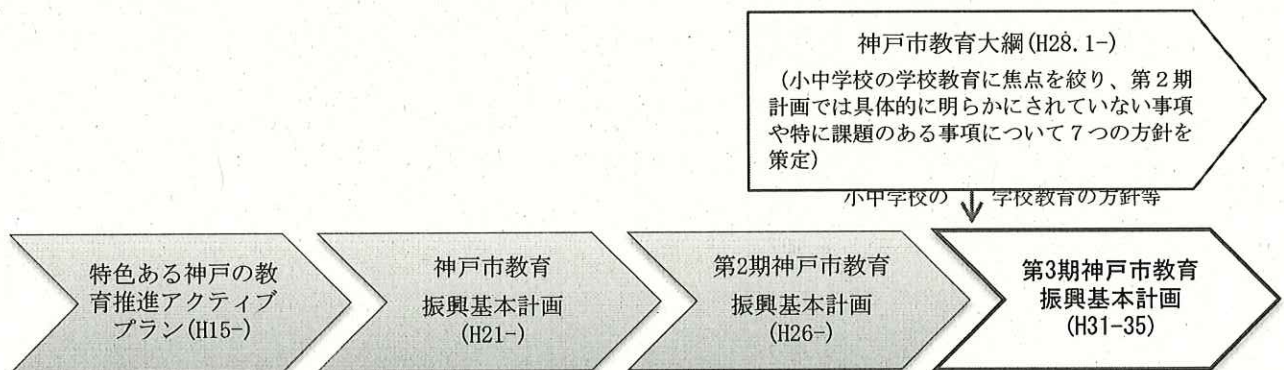 神戸市教育大綱(H28.1-)
(小中学校の学校教育に焦点を絞り、第２期
計画では具体的に明らかにされていない事項
や特に課題のある事項について７つの方針を
策定)
小中学校の 学校教育の方針等
特色ある神戸の教
育推進アクティブ
プラン(H15-)
神戸市教育
振興基本計画
(H21-)
第2期神戸市教育
振興基本計画
(H26-)
第3期神戸市教育
振興基本計画
(H31-35)